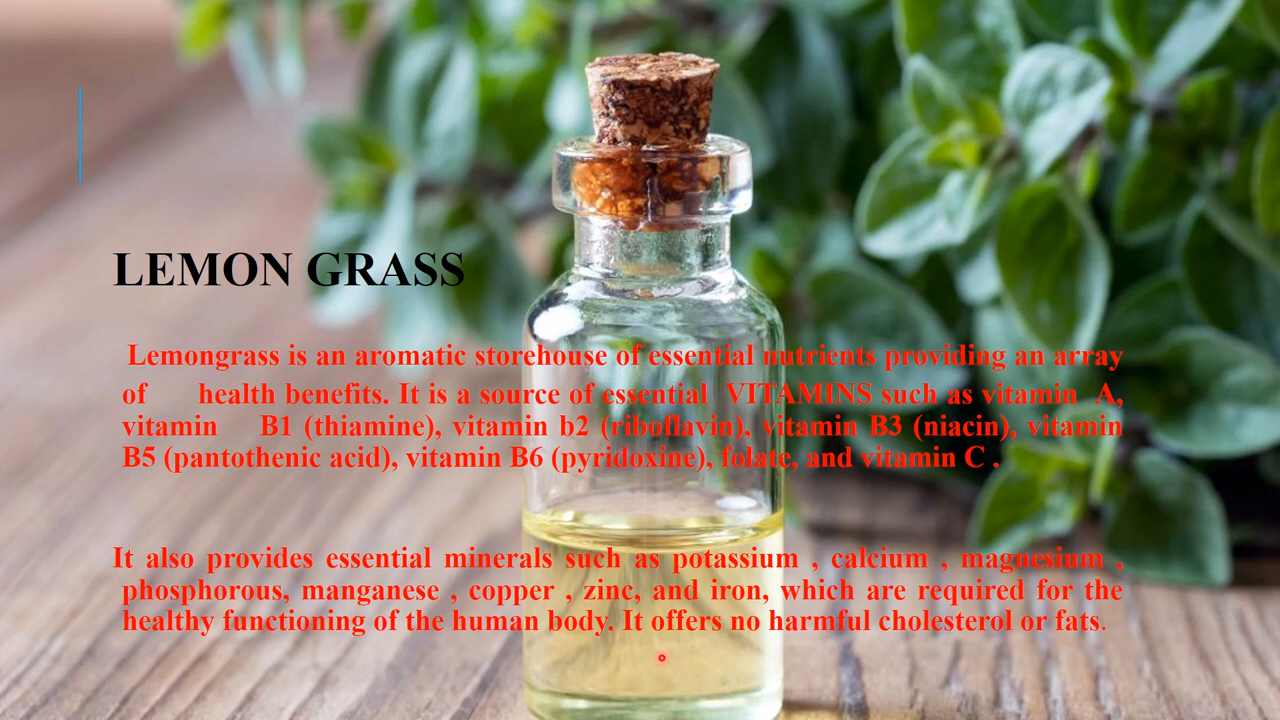 LEMON GRASS
Lemongrass is an aromatic storehouse of essential nutrients providing an array
of health benefits. It is a source of essential VITAMINS such as vitamin A,
vitamin B1 (thiamine), vitamin b2 (riboflavin), vitamin B3 (niacin), vitamin
B5 (pantothenic acid), vitamin B6 (pyridoxine), folate, and vitamin C .
It also provides essential minerals such as potassium , calcium , magnesium ,
phosphorous, manganese , copper , zinc, and iron, which are required for the
healthy functioning of the human body. It offers no harmful cholesterol or fats.